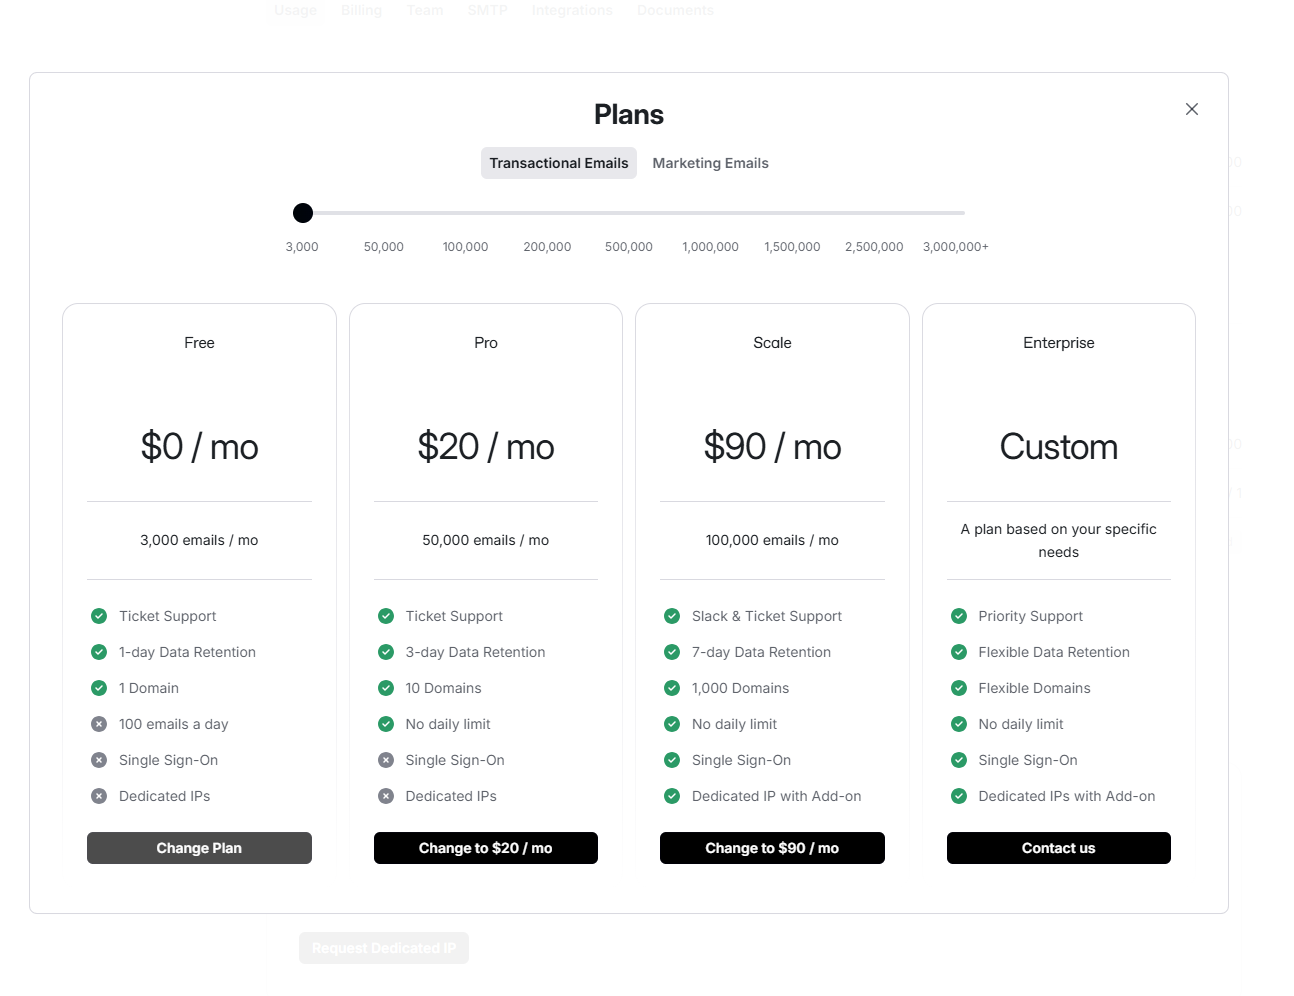 Usage Billing Team SMTP Integrations Documents
Plans
Transactional Emails Marketing Emails
3,000 50,000 100,000 200,000 500,000 1,000,000 1,500,000 2,500,000 3,000,000+
Free
$0 / mo
3,000 emails / mo
Ticket Support
1-day Data Retention
1 Domain
100 emails a day
Single Sign-On
Dedicated IPs
Change Plan
Pro
$20 / mo
50,000 emails / mo
Ticket Support
3-day Data Retention
10 Domains
No daily limit
Single Sign-On
Dedicated IPs
Change to $20 / mo
Scale
$90 / mo
100,000 emails / mo
Slack & Ticket Support
7-day Data Retention
1,000 Domains
No daily limit
Single Sign-On
Dedicated IP with Add-on
Change to $90 / mo
Enterprise
Custom
A plan based on your specific
needs
Priority Support
Flexible Data Retention
Flexible Domains
No daily limit
Single Sign-On
Dedicated IPs with Add-on
Contact us
Request Dedicated IP